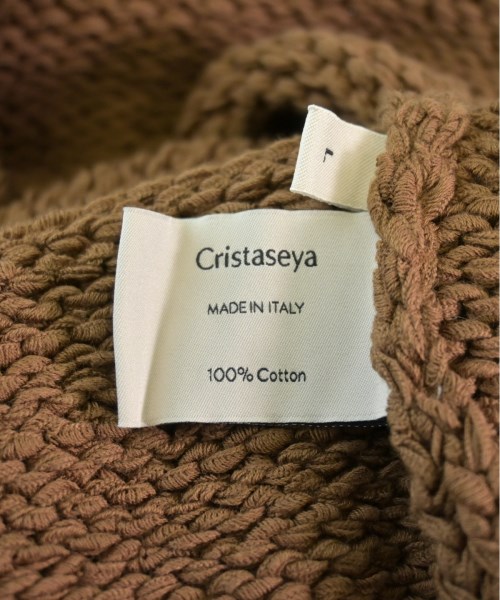 L
Cristaseya
MADE IN ITALY
100% Cotton